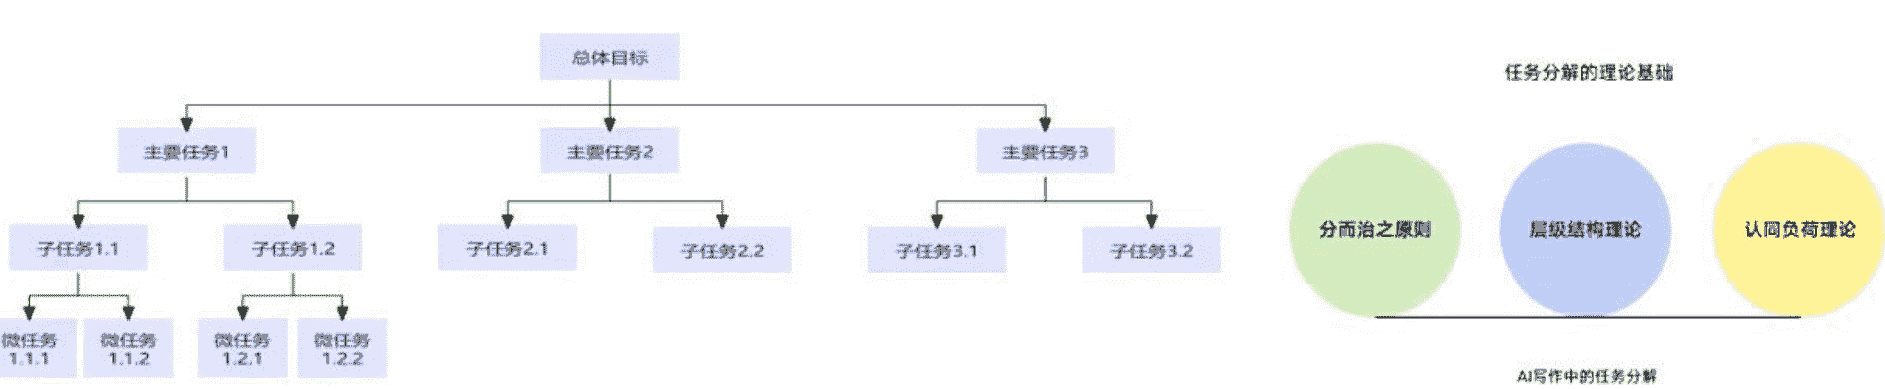 总体目标
主要任务1
主要任务2
主要任务3
子任务1.1
子任务1.2
子任务2.1
子任务2.2
子任务3.1
子任务3.2
微任务
1.1.1
微任务
1.1.2
微任务
1.2.1
微任务
1.2.2
任务分解的理论基础
分而治之原则
层级结构理论
认同负荷理论
AI写作中的任务分解